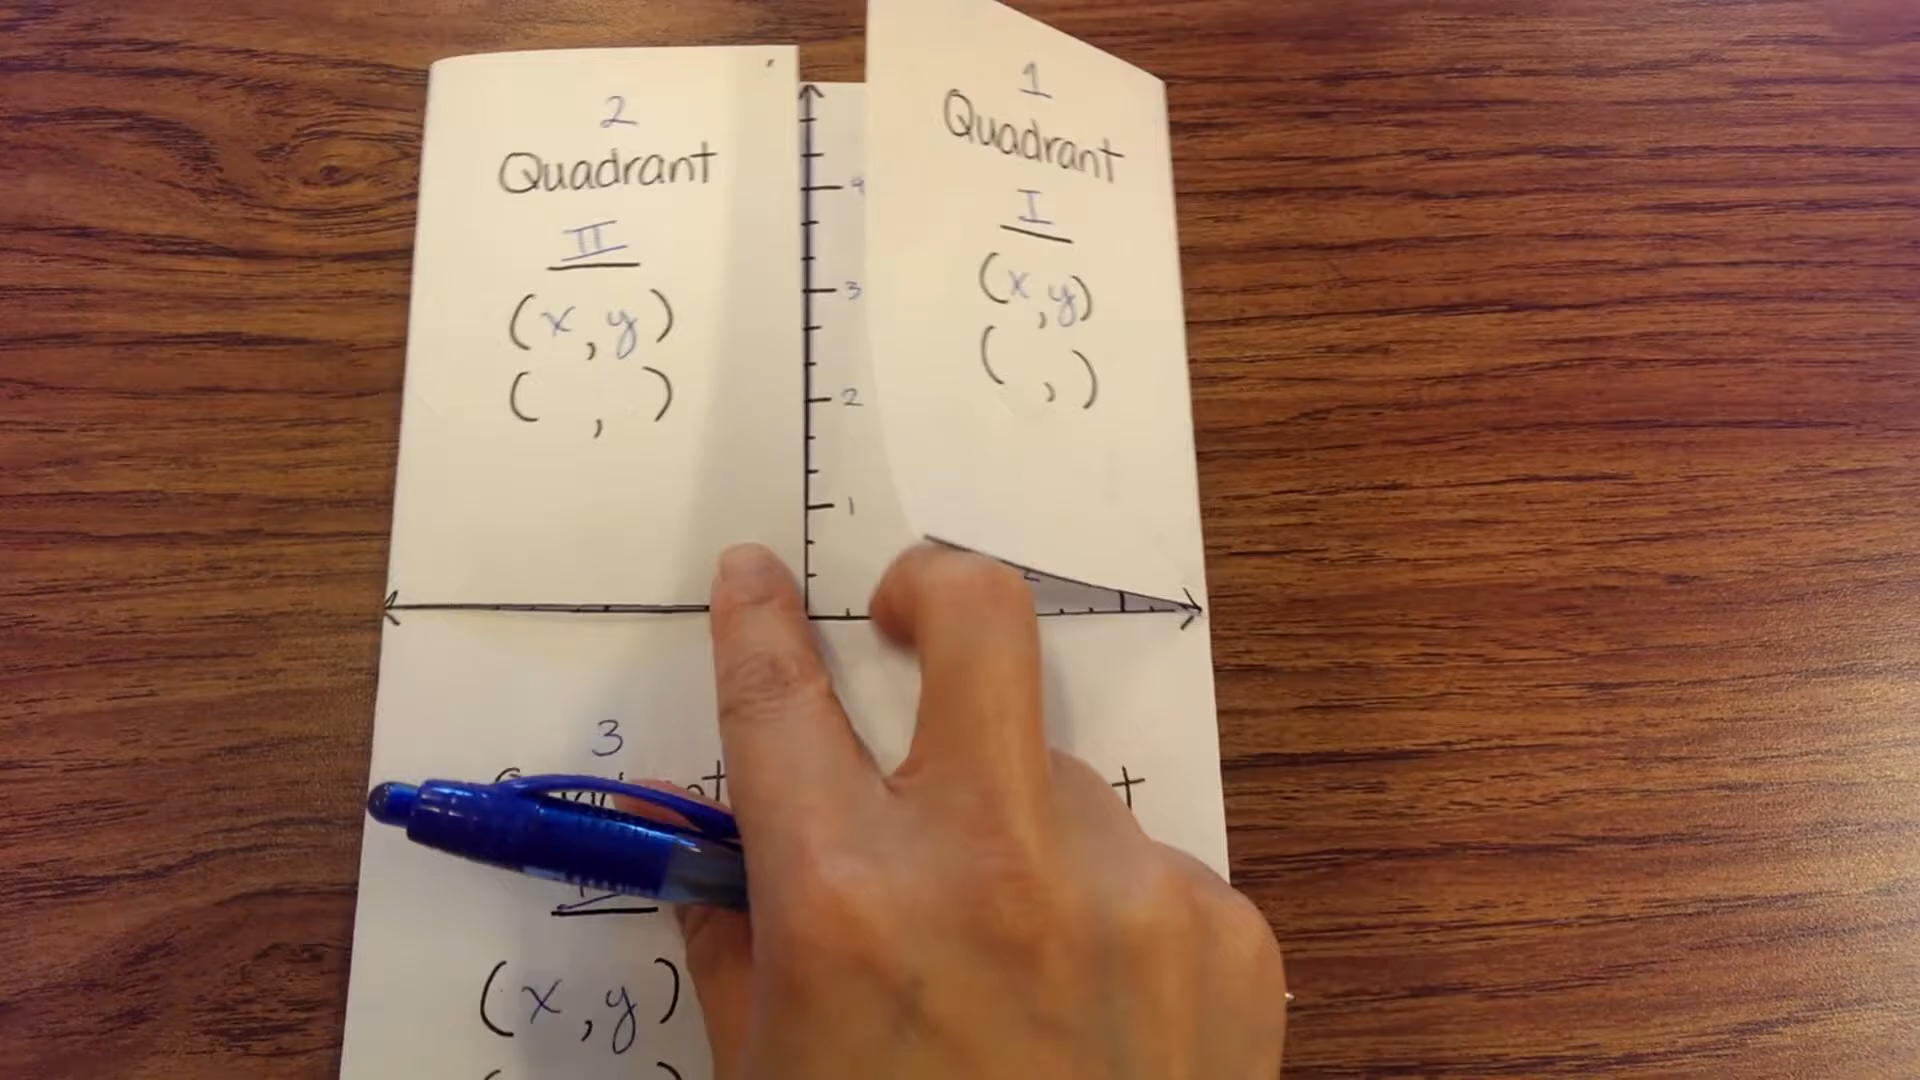 2
Quadrant
II
(x,y)
( , )
1
Quadrant
I
(x,y)
( , )
4
3
2
1
3
(x,y)